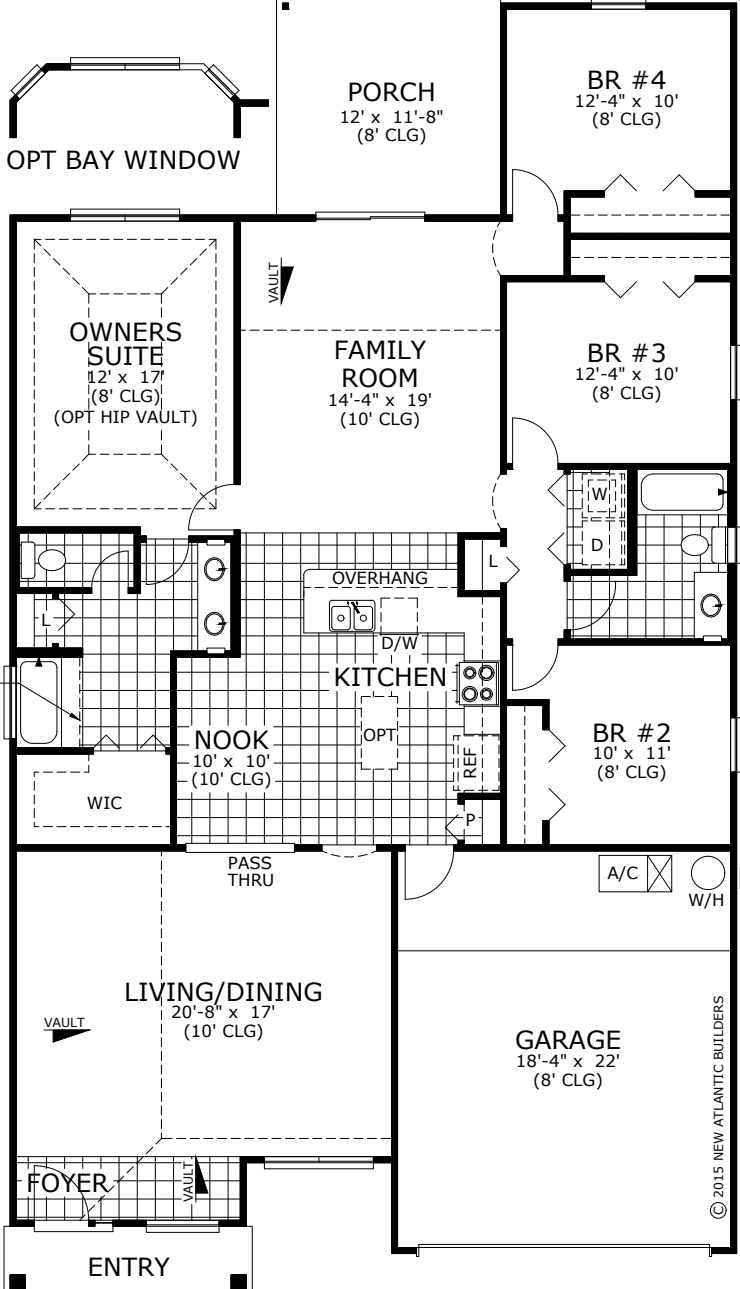 BR #4
12'-4" x 10'
(8' CLG)
PORCH
12' x 11'-8"
(8' CLG)
OPT BAY WINDOW
VAULT
OWNERS
SUITE
12' x 17'
(8' CLG)
(OPT HIP VAULT)
FAMILY
ROOM
14'-4" x 19'
(10' CLG)
BR #3
12'-4" x 10'
(8' CLG)
W
D
L
L
OVERHANG
D/W
KITCHEN
OPT
REF
P
NOOK
10' x 10'
(10' CLG)
BR #2
10' x 11'
(8' CLG)
WIC
PASS
THRU
A/C
W/H
LIVING/DINING
20'-8" x 17'
(10' CLG)
VAULT
GARAGE
18'-4" x 22'
(8' CLG)
© 2015 NEW ATLANTIC BUILDERS
FOYER
VAULT
ENTRY